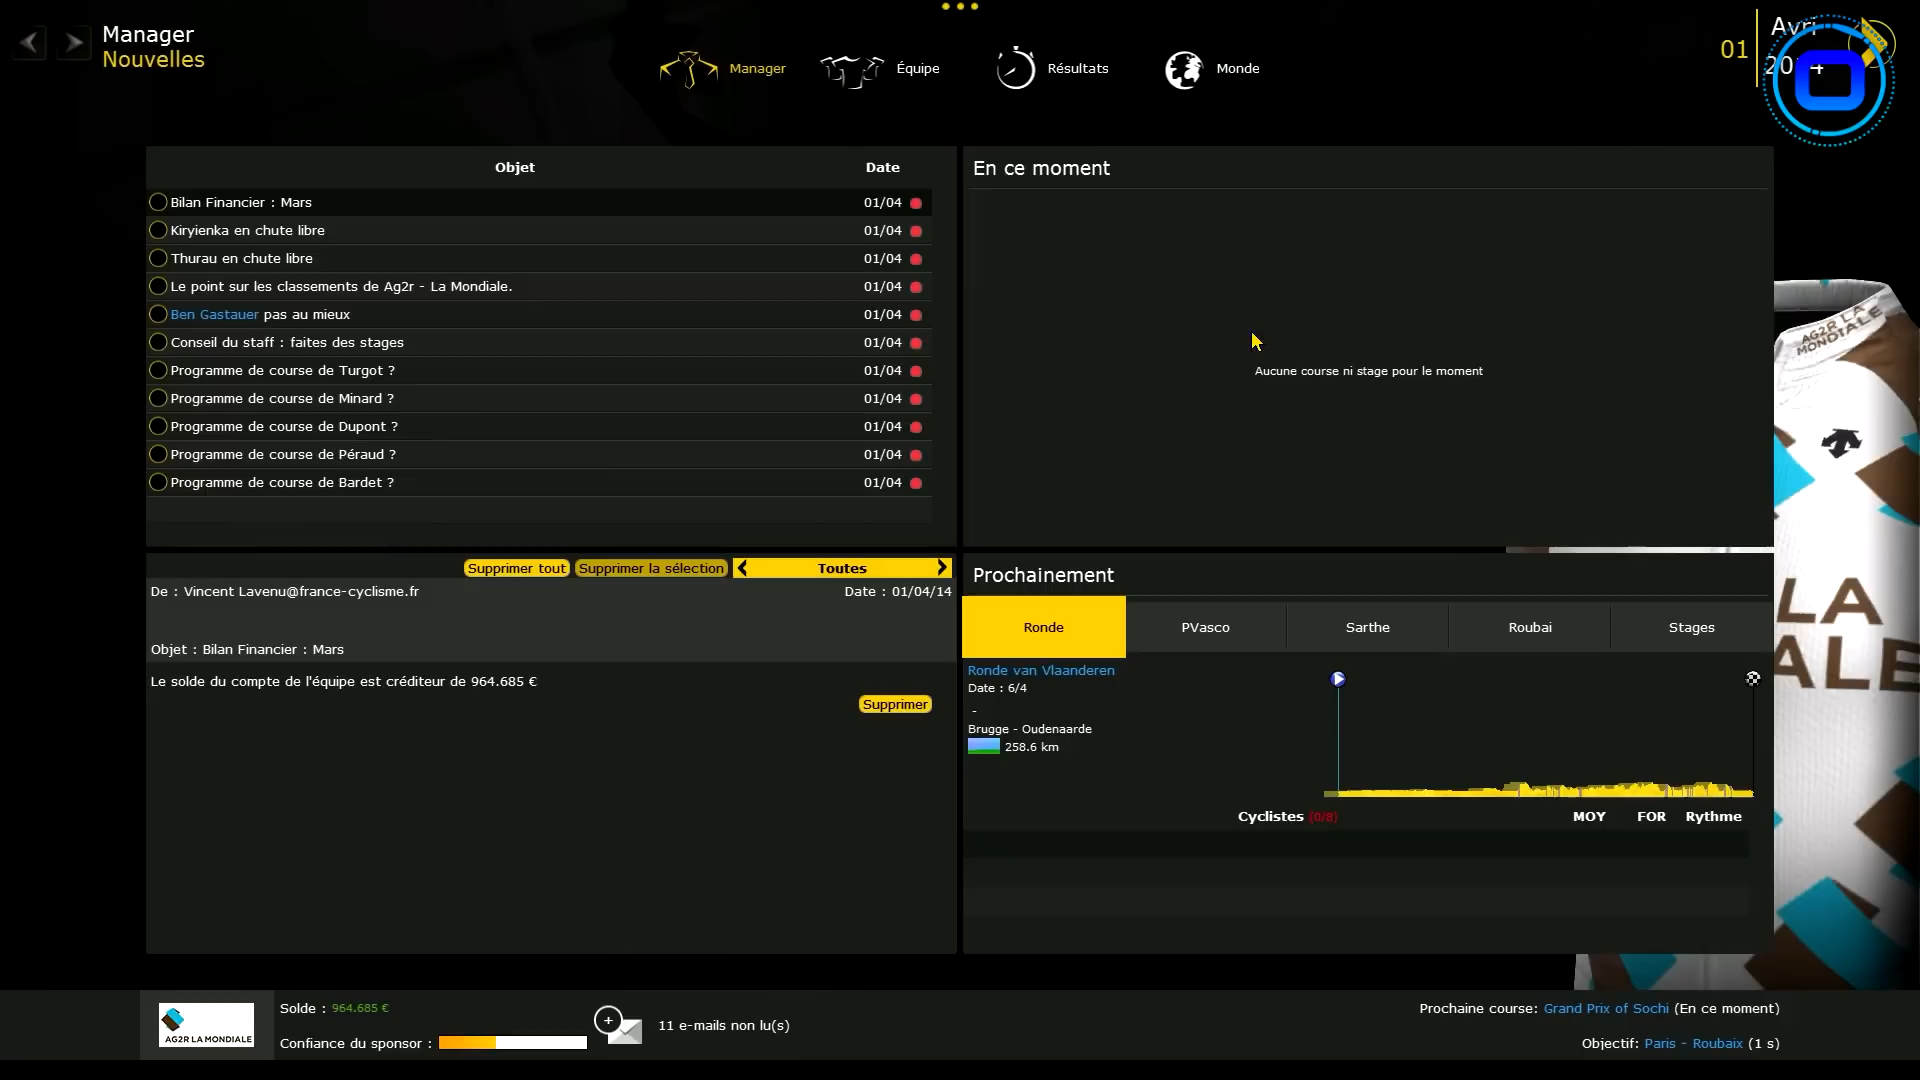 Manager
Nouvelles
Manager
Équipe
Résultats
Monde
01
Avri
Objet
Date
Bilan Financier : Mars 01/04
Kiryienka en chute libre 01/04
Thurau en chute libre 01/04
Le point sur les classements de Ag2r - La Mondiale. 01/04
Ben Gastauer pas au mieux 01/04
Conseil du staff : faites des stages 01/04
Programme de course de Turgot ? 01/04
Programme de course de Minard ? 01/04
Programme de course de Dupont ? 01/04
Programme de course de Péraud ? 01/04
Programme de course de Bardet ? 01/04
En ce moment
Aucune course ni stage pour le moment
Supprimer tout
Supprimer la sélection
Toutes
De : Vincent Lavenu@france-cyclisme.fr
Date : 01/04/14
Objet : Bilan Financier : Mars
Le solde du compte de l'équipe est créditeur de 964.685 €
Supprimer
Prochainement
Ronde
PVasco
Sarthe
Roubai
Stages
Ronde van Vlaanderen
Date : 6/4
-
Brugge - Oudenaarde
258.6 km
Cyclistes (0/8)
MOY
FOR
Rythme
AG2R LA
MONDIALE
LA
ALE
AG2R LA MONDIALE
Solde : 964.685 €
Confiance du sponsor :
11 e-mails non lu(s)
Prochaine course: Grand Prix of Sochi (En ce moment)
Objectif: Paris - Roubaix (1 s)